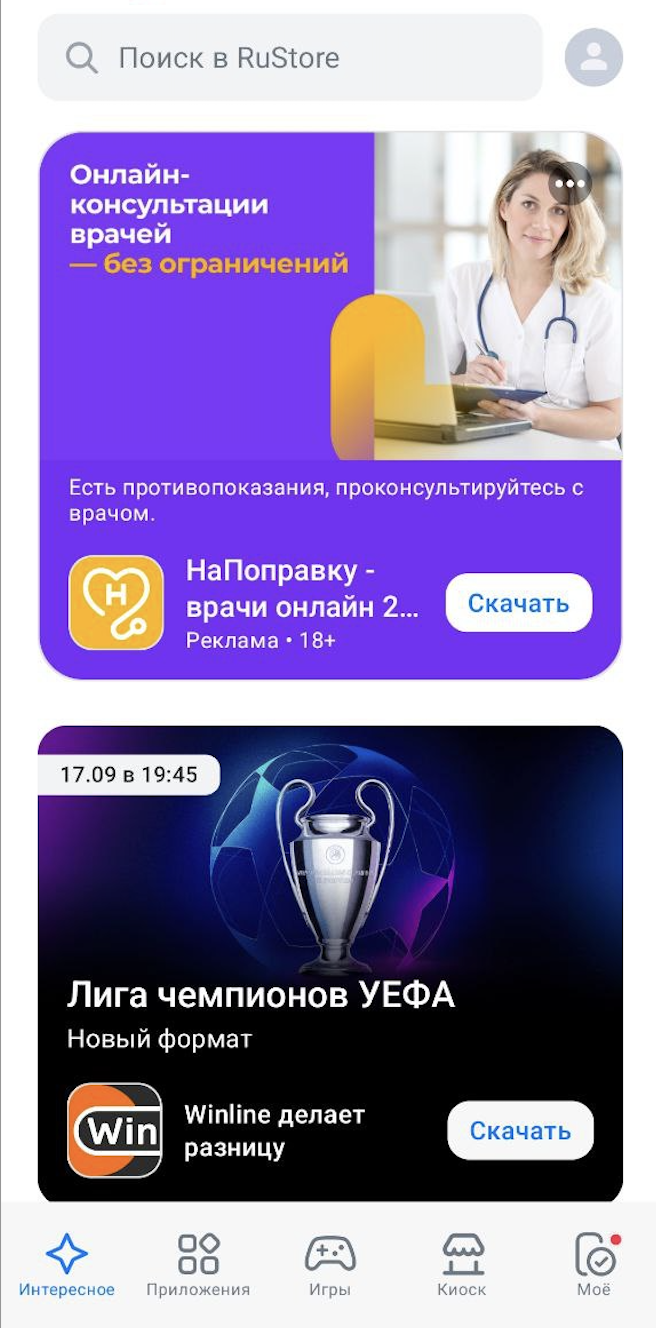 Поиск в RuStore
Онлайн-
консультации
врачей
— без ограничений
Есть противопоказания, проконсультируйтесь с
врачом.
Н
НаПоправку -
врачи онлайн 2...
Реклама • 18+
Скачать
17.09 в 19:45
Лига чемпионов УЕФА
Новый формат
Win
Winline делает
разницу
Скачать
Интересное
Приложения
Игры
Киоск
Моё